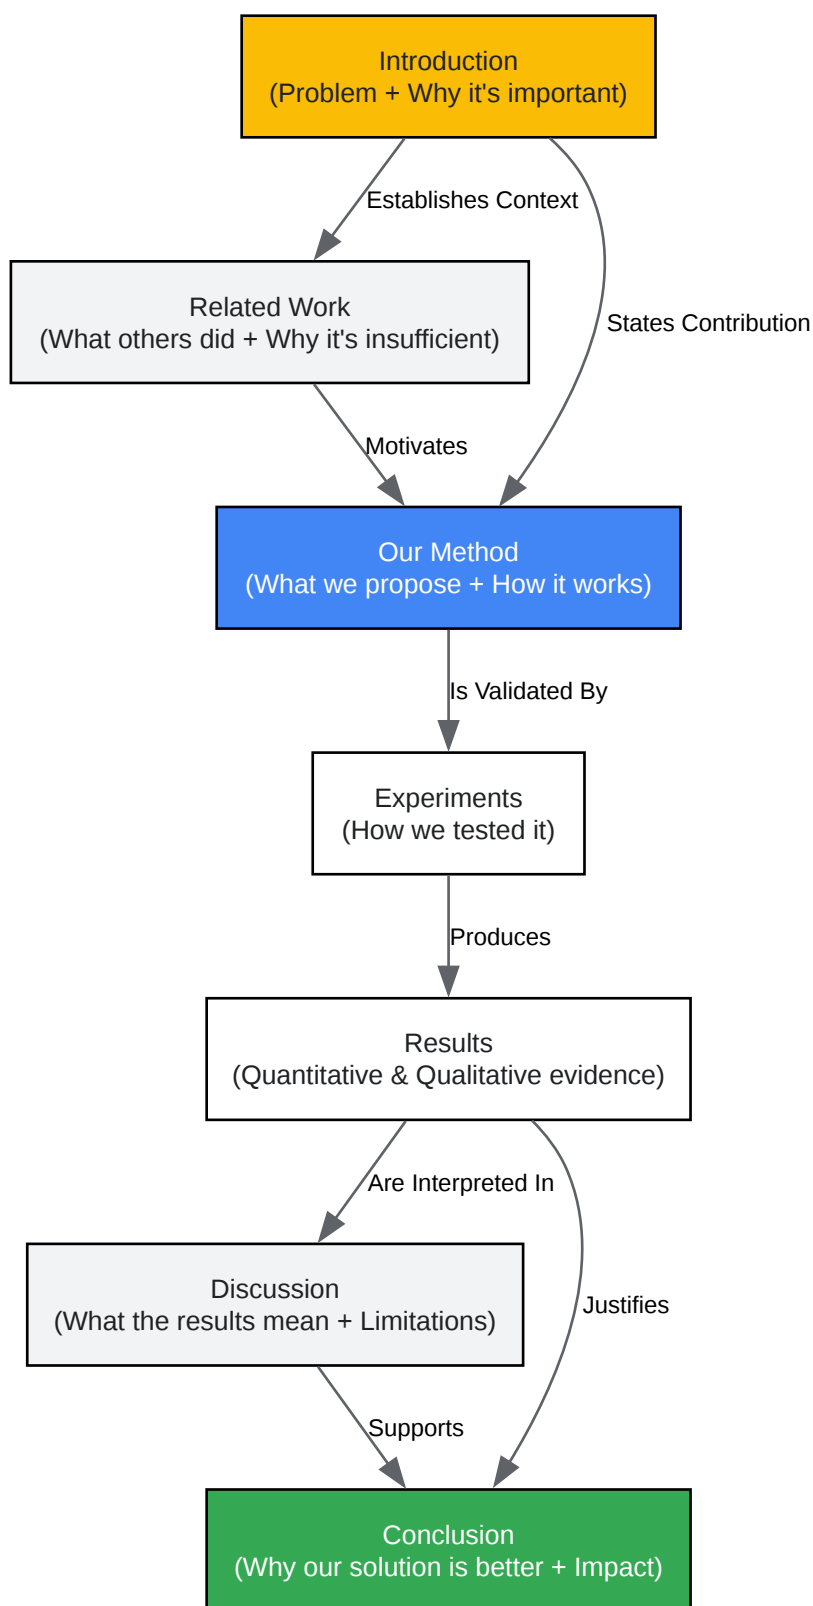 Introduction
(Problem + Why it's important)
Establishes Context
Related Work
(What others did + Why it's insufficient)
States Contribution
Motivates
Our Method
(What we propose + How it works)
Is Validated By
Experiments
(How we tested it)
Produces
Results
(Quantitative & Qualitative evidence)
Are Interpreted In
Discussion
(What the results mean + Limitations)
Justifies
Supports
Conclusion
(Why our solution is better + Impact)